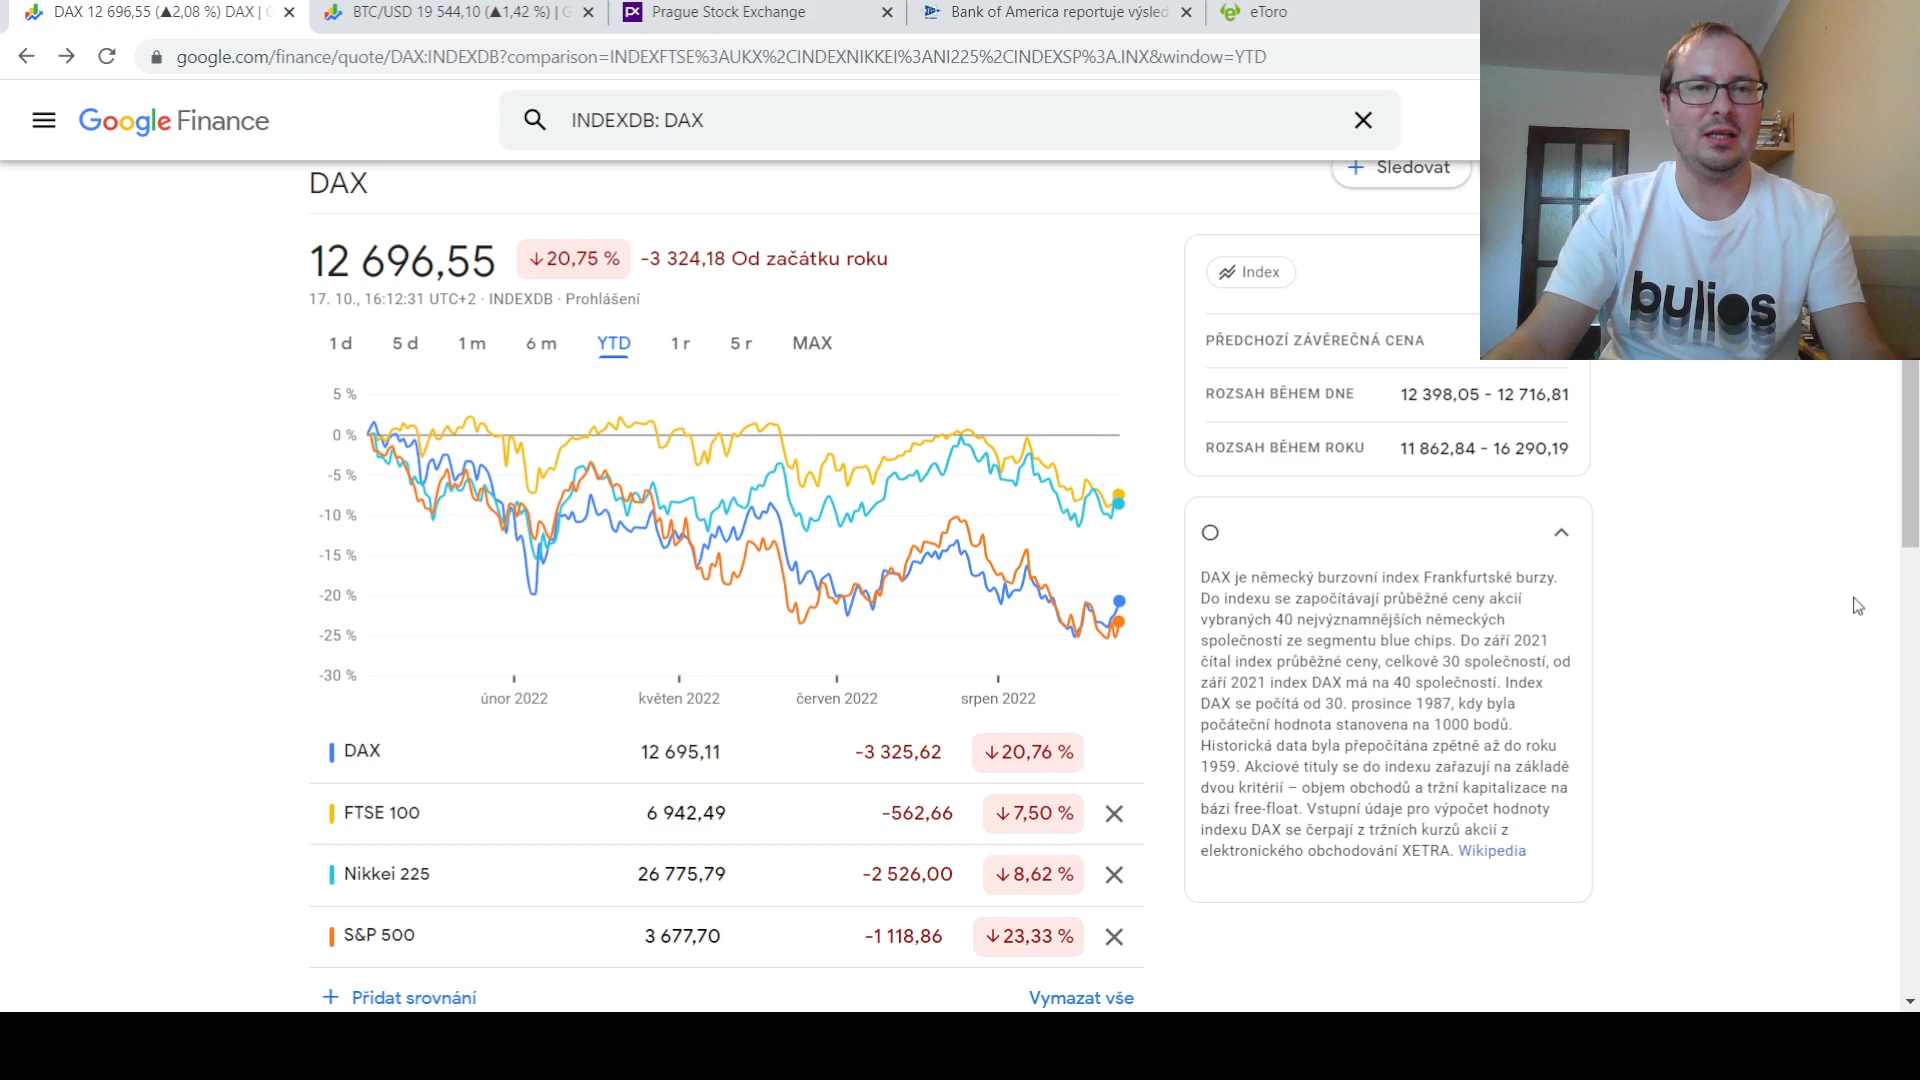 DAX 12 696,55 (▲2,08 %) DAX |
BTC/USD 19 544,10 (▲1,42 %) |
Prague Stock Exchange
Bank of America reportuje
eToro
google.com/finance/quote/DAX:INDEXDB?comparison=INDEXFTSE%3AUKX%2CINDEXNIKKEI%3ANI225%2CINDEXSP%3A.INX&window=YTD
Google Finance
INDEXDB: DAX
+ Sledovat
DAX
12 696,55
↓20,75 %
-3 324,18 Od začátku roku
17. 10., 16:12:31 UTC+2 · INDEXDB · Prohlášení
1 d 5 d 1 m 6 m YTD 1 r 5 r MAX
5 %
0 %
-5 %
-10 %
-15 %
-20 %
-25 %
-30 %
únor 2022 květen 2022 červen 2022 srpen 2022
DAX 12 695,11 -3 325,62 ↓20,76 %
FTSE 100 6 942,49 -562,66 ↓7,50 %
Nikkei 225 26 775,79 -2 526,00 ↓8,62 %
S&P 500 3 677,70 -1 118,86 ↓23,33 %
+ Přidat srovnání
Vymazat vše
Index
PŘEDCHOZÍ ZÁVĚREČNÁ CENA
ROZSAH BĚHEM DNE 12 398,05 - 12 716,81
ROZSAH BĚHEM ROKU 11 862,84 - 16 290,19
DAX je německý burzovní index Frankfurtské burzy.
Do indexu se započítávají průběžné ceny akcií
vybraných 40 nejvýznamnějších německých
společností ze segmentu blue chips. Do září 2021
čítal index průběžné ceny, celkově 30 společností, od
září 2021 index DAX má na 40 společností. Index
DAX se počítá od 30. prosince 1987, kdy byla
počáteční hodnota stanovena na 1000 bodů.
Historická data byla přepočítána zpětně až do roku
1959. Akciové tituly se do indexu zařazují na základě
dvou kritérií – objem obchodů a tržní kapitalizace na
bázi free-float. Vstupní údaje pro výpočet hodnoty
indexu DAX se čerpají z tržních kurzů akcií z
elektronického obchodování XETRA. Wikipedia
bulios